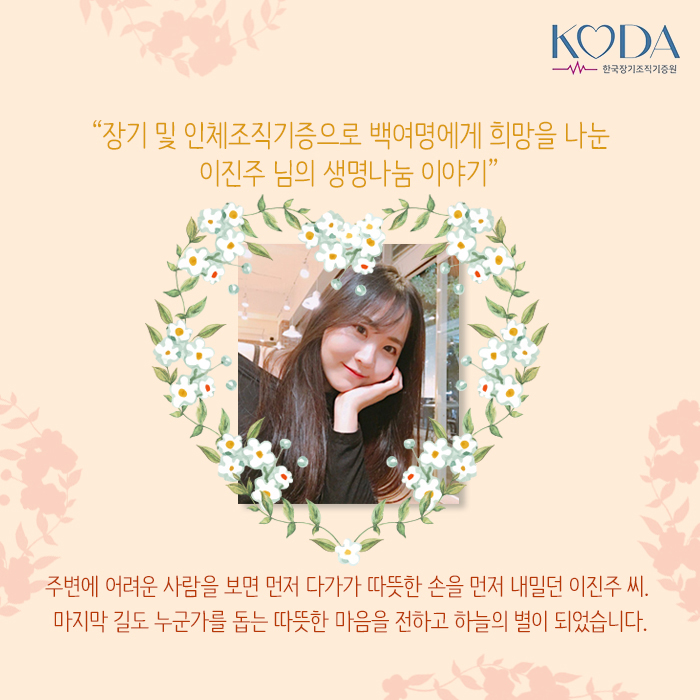 KODA
한국장기조직기증원
“장기 및 인체조직기증으로 백여명에게 희망을 나눈
이진주 님의 생명나눔 이야기”
주변에 어려운 사람을 보면 먼저 다가가 따뜻한 손을 먼저 내밀던 이진주 씨.
마지막 길도 누군가를 돕는 따뜻한 마음을 전하고 하늘의 별이 되었습니다.